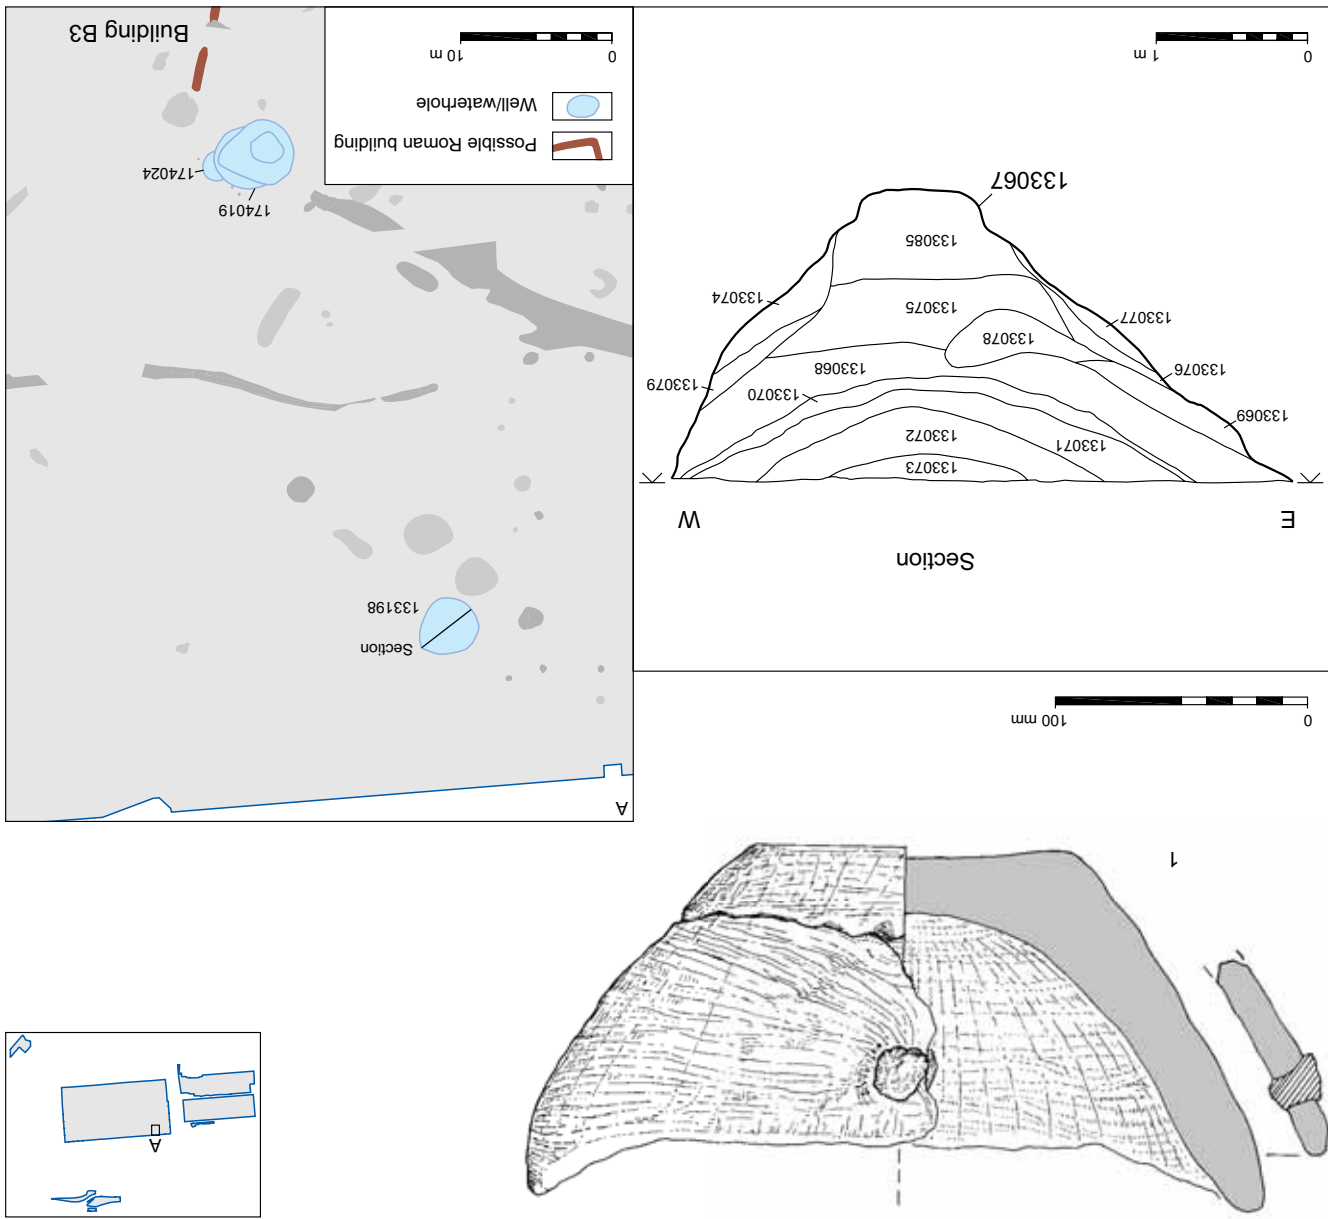 A
A
1
0
100 mm
Section
E
W
133073
133072
133071
133070
133069
133068
133079
133076
133078
133077
133075
133074
133085
133067
0
1 m
A
Section
133198
174019
174024
Building B3
Possible Roman building
Well/waterhole
0
10 m